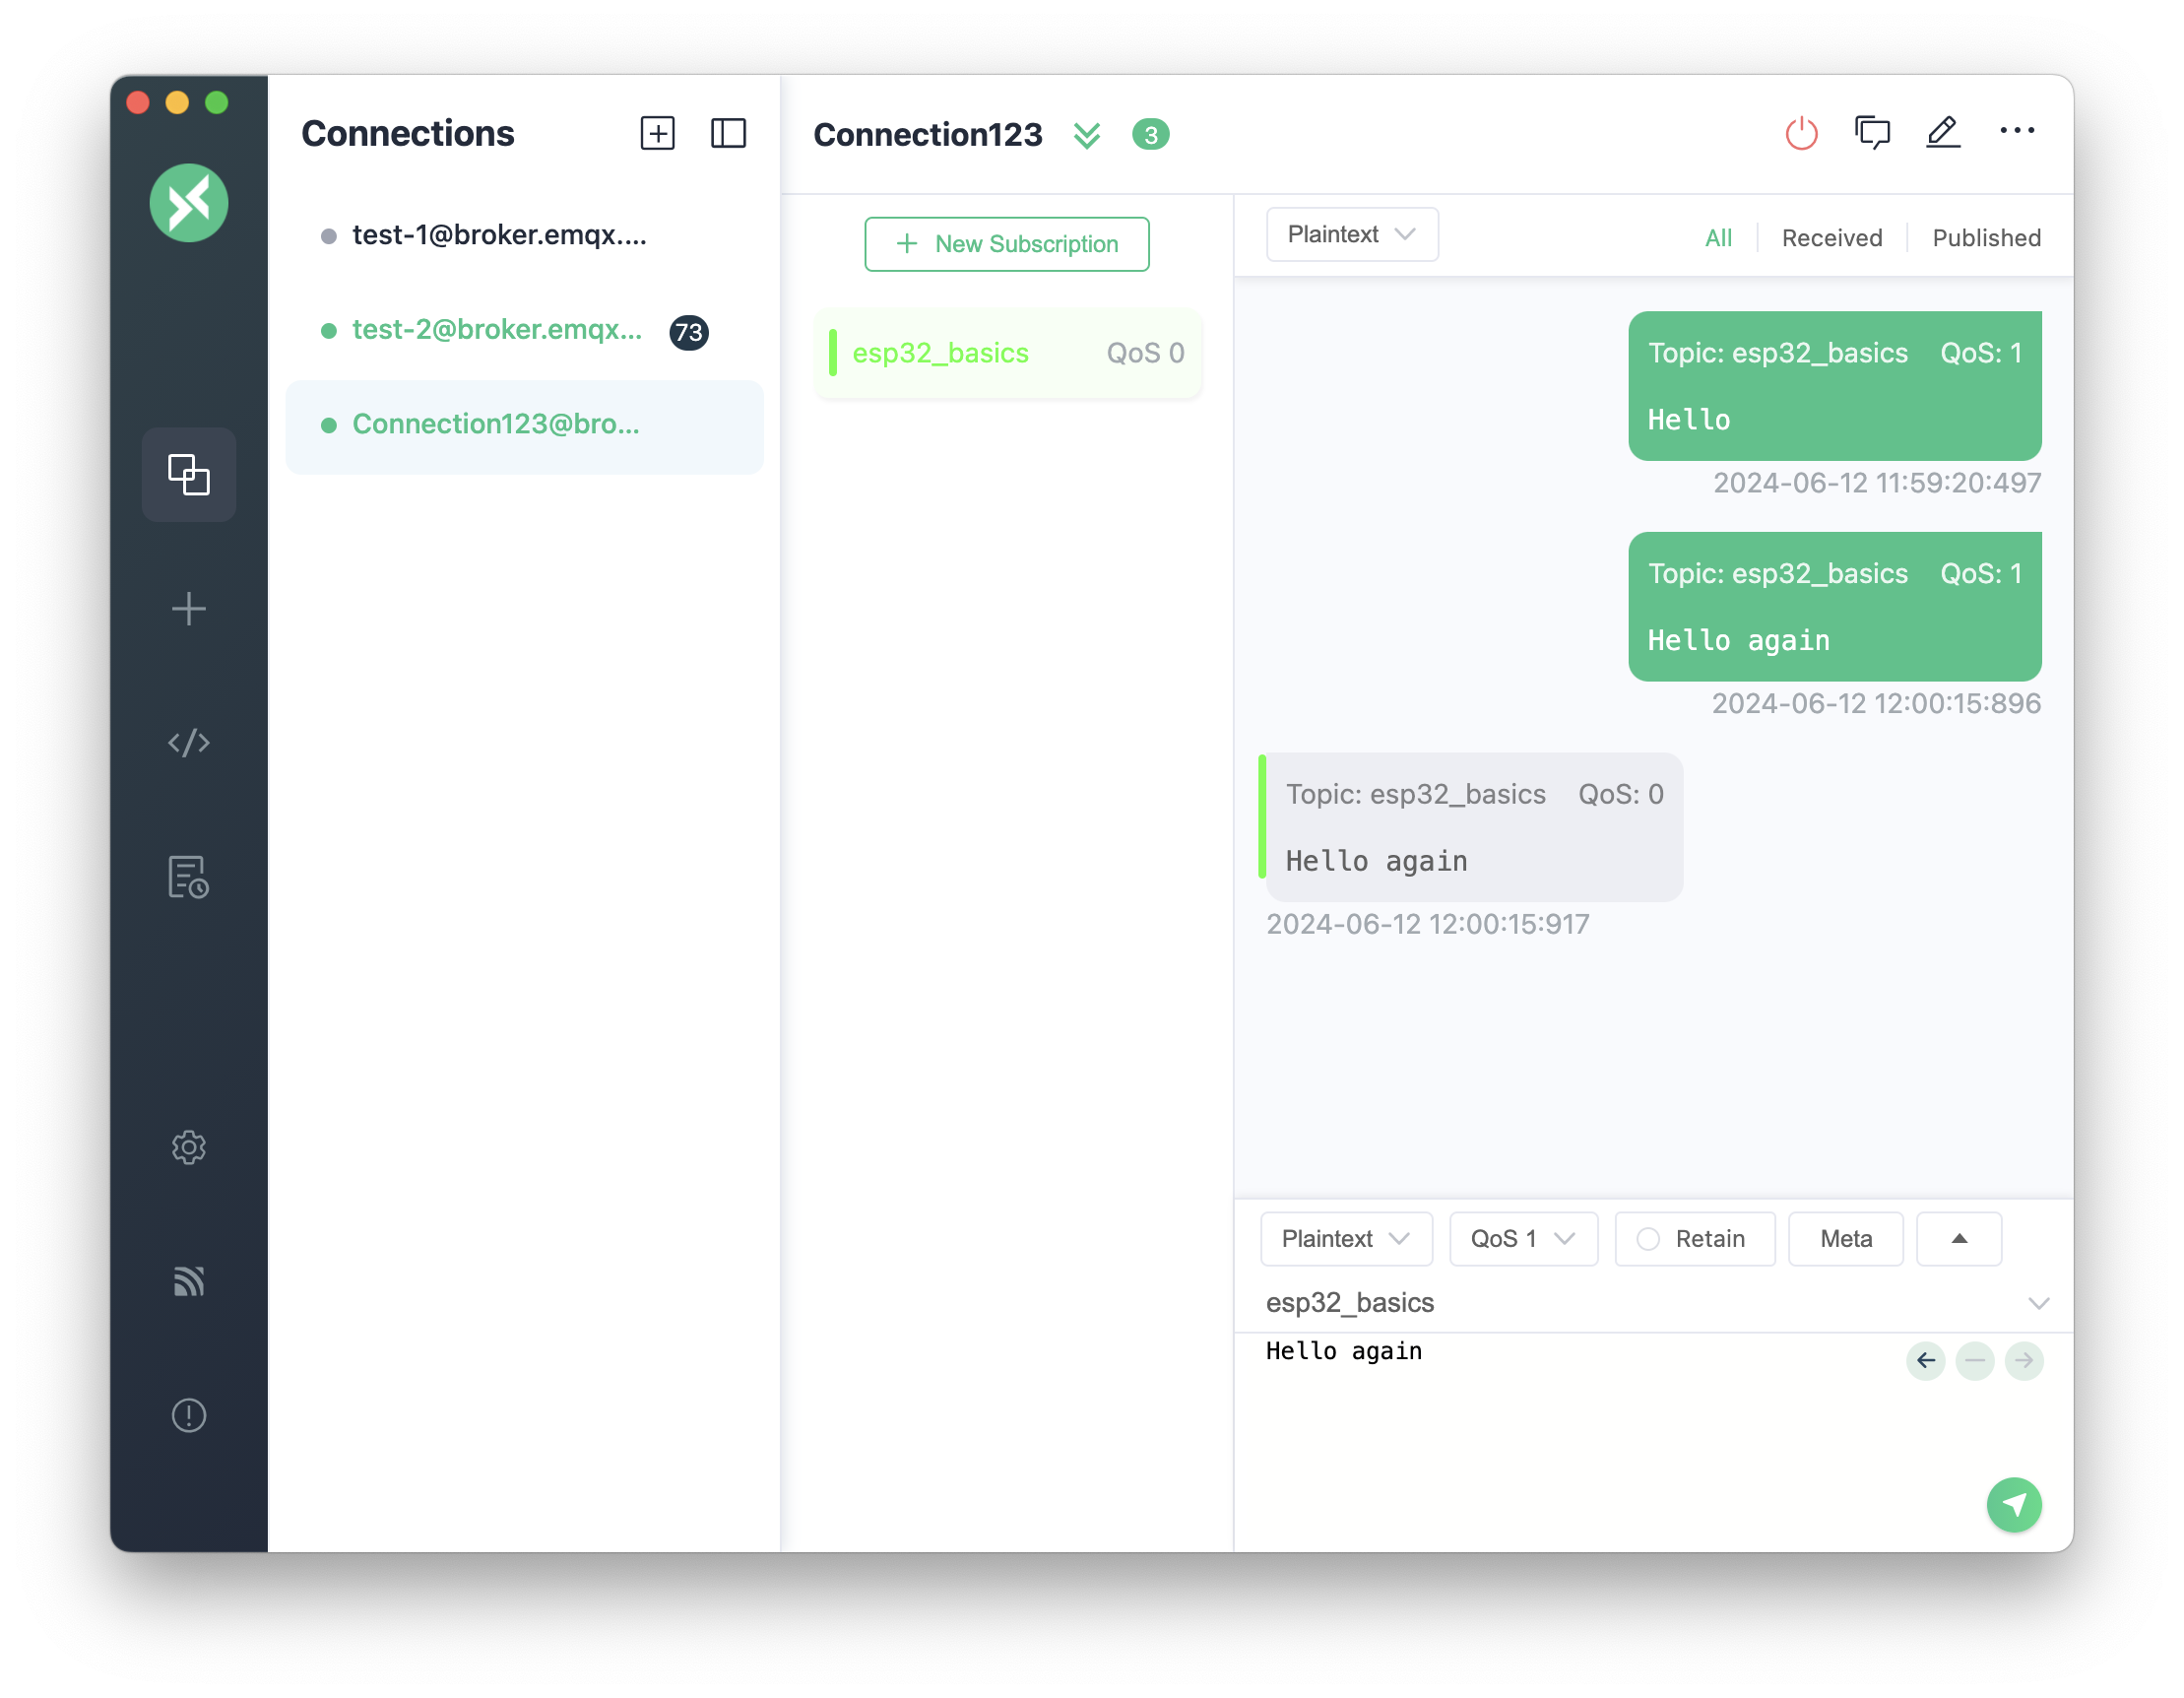 Connections
test-1@broker.emqx....
test-2@broker.emqx... 73
Connection123@bro...
Connection123 3
New Subscription
esp32_basics QoS 0
Plaintext
All Received Published
Topic: esp32_basics QoS: 1
Hello
2024-06-12 11:59:20:497
Topic: esp32_basics QoS: 1
Hello again
2024-06-12 12:00:15:896
Topic: esp32_basics QoS: 0
Hello again
2024-06-12 12:00:15:917
Plaintext QoS 1 Retain Meta
esp32_basics
Hello again